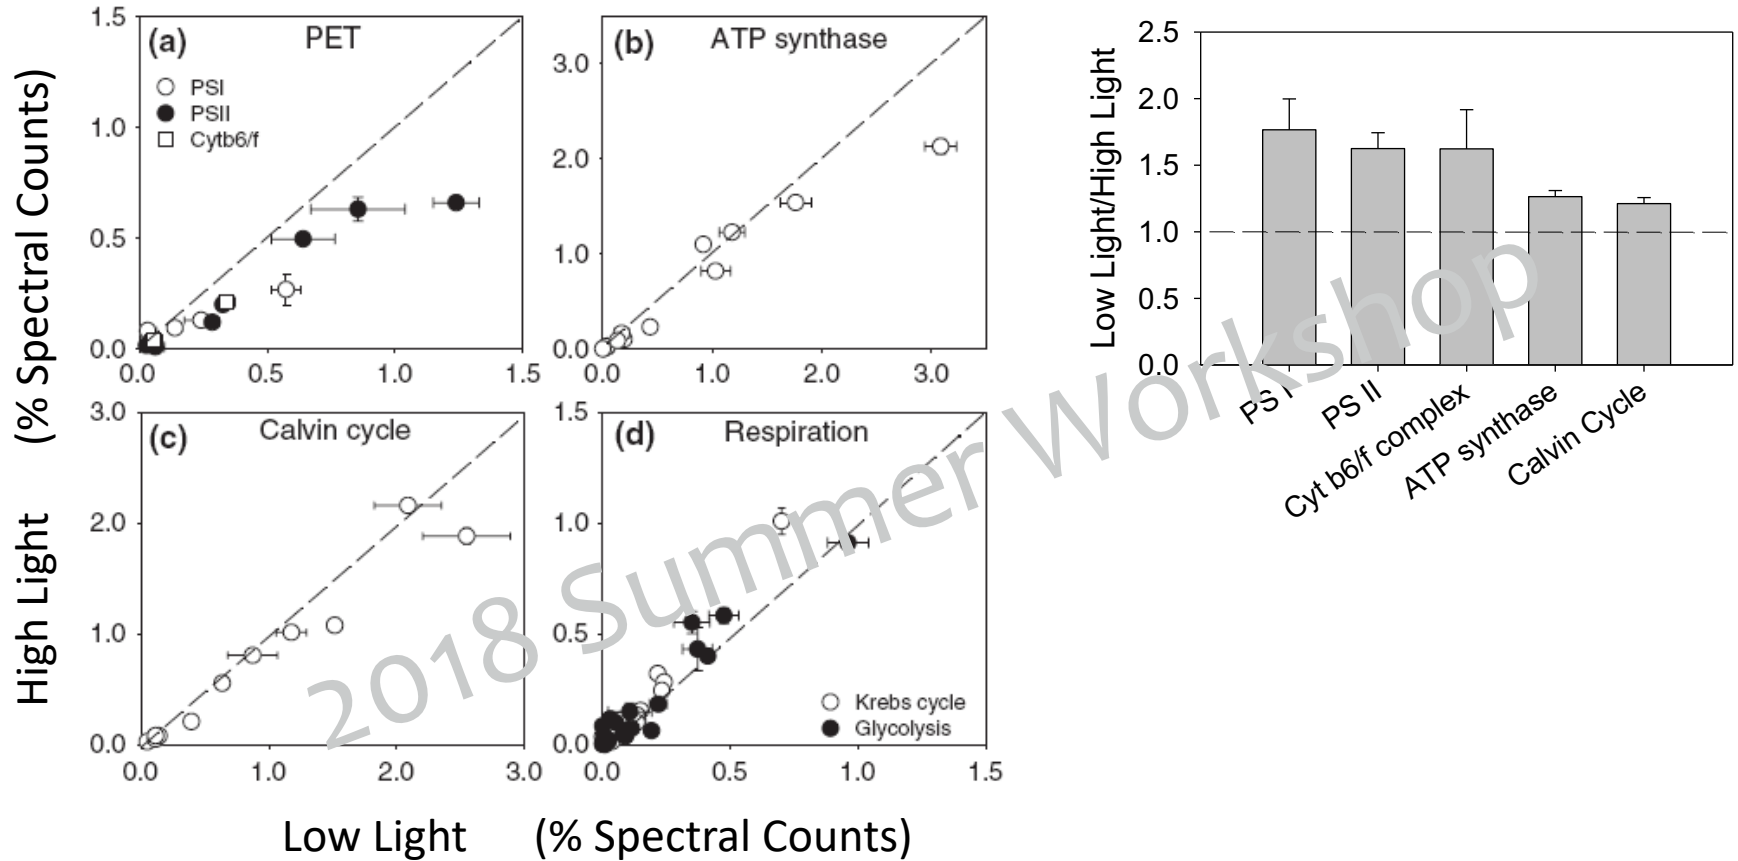 (% Spectral Counts)
High Light
(a) PET
PSI
PSII
Cytb6/f
1.5
1.0
0.5
0.0
0.0 0.5 1.0 1.5
(b) ATP synthase
3.0
2.0
1.0
0.0
0.0 1.0 2.0 3.0
(c) Calvin cycle
3.0
2.0
1.0
0.0
0.0 1.0 2.0 3.0
(d) Respiration
1.5
1.0
0.5
0.0
Krebs cycle
Glycolysis
0.0 0.5 1.0 1.5
Low Light (% Spectral Counts)
Low Light/High Light
2.5
2.0
1.5
1.0
0.5
0.0
PS I
PS II
Cyt b6/f complex
ATP synthase
Calvin Cycle
2018 Summer Workshop